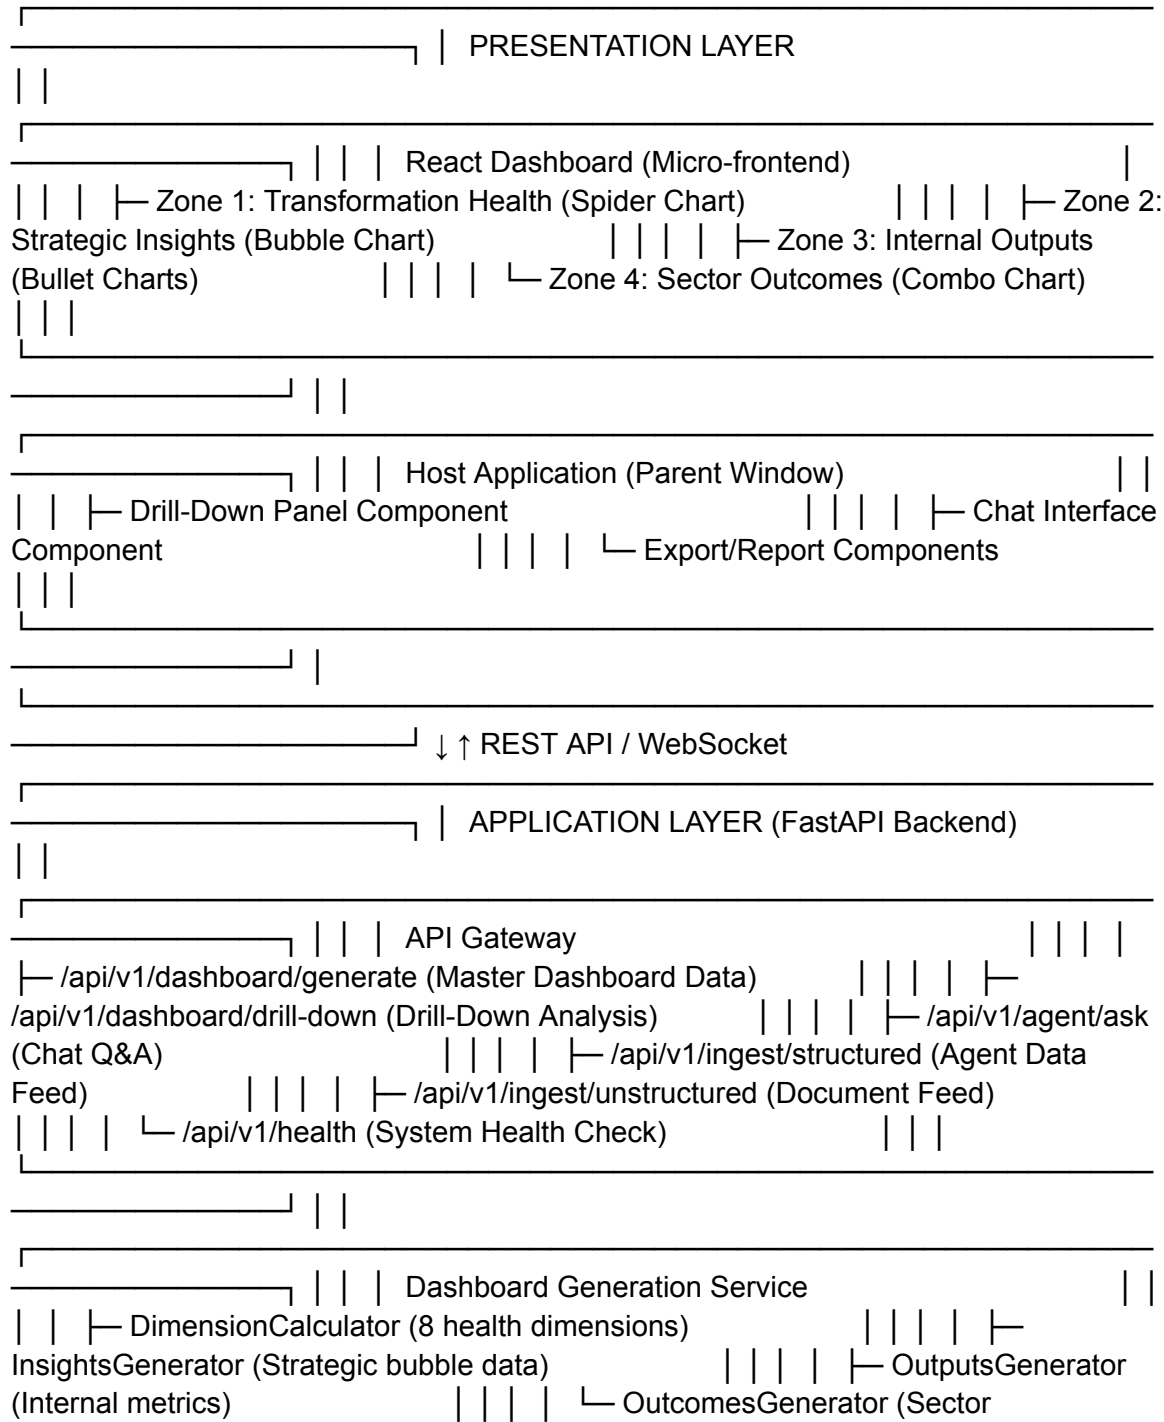 ┌─────────────────────────────────────────────────────────
────────────────────┐ │ PRESENTATION LAYER
│ │
┌─────────────────────────────────────────────────────────
──────────────┐ │ │ │ React Dashboard (Micro-frontend) │
│ │ │ ├─ Zone 1: Transformation Health (Spider Chart) │ │ │ │ ├─ Zone 2:
Strategic Insights (Bubble Chart) │ │ │ │ ├─ Zone 3: Internal Outputs
(Bullet Charts) │ │ │ │ └─ Zone 4: Sector Outcomes (Combo Chart)
│ │ │
└─────────────────────────────────────────────────────────
──────────────┘ │ │
┌─────────────────────────────────────────────────────────
──────────────┐ │ │ │ Host Application (Parent Window) │ │
│ │ ├─ Drill-Down Panel Component │ │ │ │ ├─ Chat Interface
Component │ │ │ │ └─ Export/Report Components
│ │ │
└─────────────────────────────────────────────────────────
──────────────┘ │
└─────────────────────────────────────────────────────────
────────────────────┘ ↓ ↑ REST API / WebSocket
┌─────────────────────────────────────────────────────────
────────────────────┐ │ APPLICATION LAYER (FastAPI Backend)
│ │
┌─────────────────────────────────────────────────────────
──────────────┐ │ │ │ API Gateway │ │ │ │
├─ /api/v1/dashboard/generate (Master Dashboard Data) │ │ │ │ ├─
/api/v1/dashboard/drill-down (Drill-Down Analysis) │ │ │ │ ├─ /api/v1/agent/ask
(Chat Q&A) │ │ │ │ ├─ /api/v1/ingest/structured (Agent Data
Feed) │ │ │ │ ├─ /api/v1/ingest/unstructured (Document Feed)
│ │ │ │ └─ /api/v1/health (System Health Check) │ │ │
└─────────────────────────────────────────────────────────
──────────────┘ │ │
┌─────────────────────────────────────────────────────────
──────────────┐ │ │ │ Dashboard Generation Service │ │
│ │ ├─ DimensionCalculator (8 health dimensions) │ │ │ │ ├─
InsightsGenerator (Strategic bubble data) │ │ │ │ ├─ OutputsGenerator
(Internal metrics) │ │ │ │ └─ OutcomesGenerator (Sector